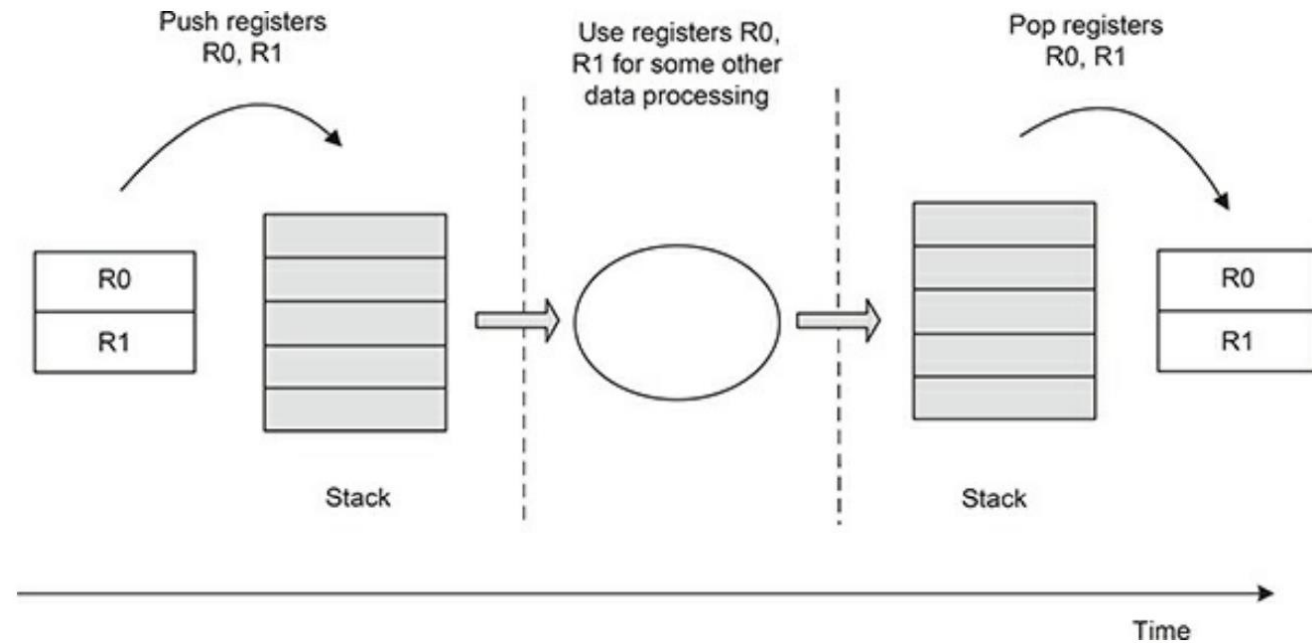 Push registers
R0, R1
Use registers R0,
R1 for some other
data processing
Pop registers
R0, R1
R0
R1
Stack
R0
R1
Stack
Time